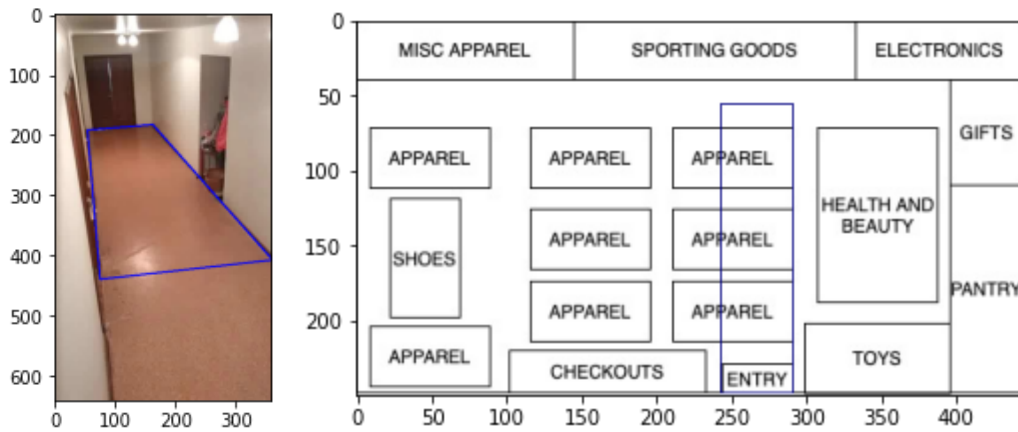 0
100
200
300
400
500
600
0 100 200 300
0
50
100
150
200
0 50 100 150 200 250 300 350 400
MISC APPAREL SPORTING GOODS ELECTRONICS
GIFTS
APPAREL APPAREL APPAREL
HEALTH AND
BEAUTY
SHOES APPAREL APPAREL
PANTRY
APPAREL APPAREL
APPAREL CHECKOUTS ENTRY TOYS